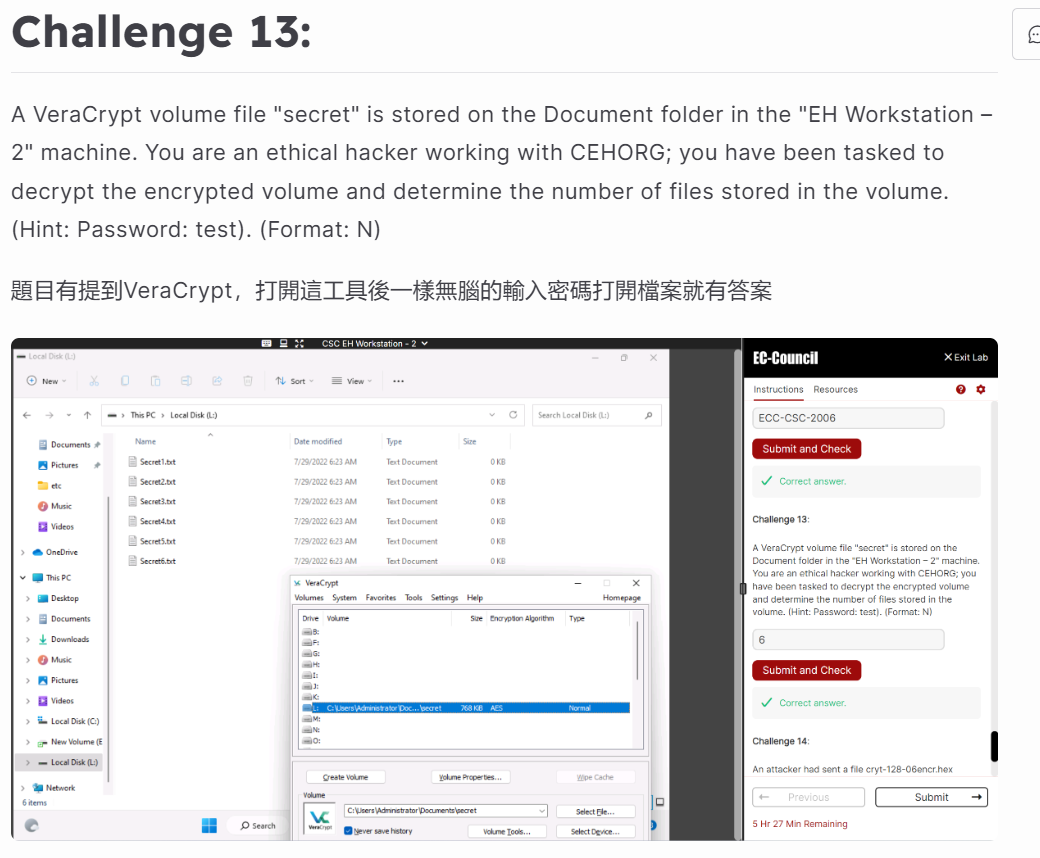 Challenge 13:
A VeraCrypt volume file "secret" is stored on the Document folder in the "EH Workstation –
2" machine. You are an ethical hacker working with CEHORG; you have been tasked to
decrypt the encrypted volume and determine the number of files stored in the volume.
(Hint: Password: test). (Format: N)
題目有提到VeraCrypt，打開這工具後一樣無腦的輸入密碼打開檔案就有答案
CSC EH Workstation - 2
Local Disk (L:)
New
Sort
View
This PC > Local Disk (L:)
Search Local Disk (L:)
Documents
Pictures
etc
Music
Videos
OneDrive
This PC
Desktop
Documents
Downloads
Music
Pictures
Videos
Local Disk (C:)
New Volume (E
Local Disk (L:)
Network
6 items
Name Date modified Type Size
Secret1.txt 7/29/2022 6:23 AM Text Document 0 KB
Secret2.txt 7/29/2022 6:23 AM Text Document 0 KB
Secret3.txt 7/29/2022 6:23 AM Text Document 0 KB
Secret4.txt 7/29/2022 6:23 AM Text Document 0 KB
Secret5.txt 7/29/2022 6:23 AM Text Document 0 KB
Secret6.txt 7/29/2022 6:23 AM Text Document 0 KB
VeraCrypt
Volumes System Favorites Tools Settings Help Homepage
Drive Volume Size Encryption Algorithm Type
B:
F:
G:
H:
I:
J:
K:
L: C:\Users\Administrator\Doc...\secret 768 KiB AES Normal
M:
N:
O:
Create Volume Volume Properties... Wipe Cache
Volume
C:\Users\Administrator\Documents\secret Select File...
VeraCrypt
Never save history Volume Tools... Select Device...
Search
EC-Council
Exit Lab
Instructions Resources
ECC-CSC-2006
Submit and Check
Correct answer.
Challenge 13:
A VeraCrypt volume file "secret" is stored on the
Document folder in the "EH Workstation – 2" machine.
You are an ethical hacker working with CEHORG; you
have been tasked to decrypt the encrypted volume
and determine the number of files stored in the
volume. (Hint: Password: test). (Format: N)
6
Submit and Check
Correct answer.
Challenge 14:
An attacker had sent a file cryt-128-06encr.hex
Previous
Submit
5 Hr 27 Min Remaining